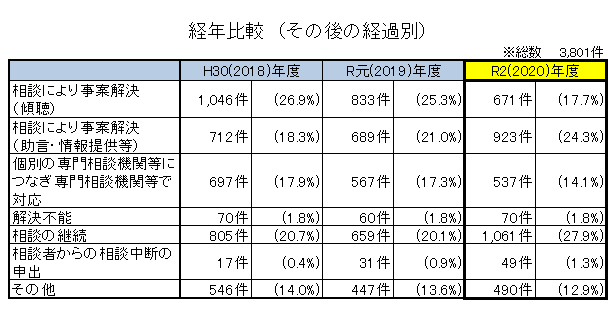 経年比較 (その後の経過別)
※総数 3,801件
H30(2018)年度 R元(2019)年度 R2(2020)年度
相談により事案解決
(傾聴) 1,046件 (26.9%) 833件 (25.3%) 671件 (17.7%)
相談により事案解決
(助言・情報提供等) 712件 (18.3%) 689件 (21.0%) 923件 (24.3%)
個別の専門相談機関等に
つなぎ専門相談機関等で 697件 (17.9%) 567件 (17.3%) 537件 (14.1%)
対応
解決不能 70件 (1.8%) 60件 (1.8%) 70件 (1.8%)
相談の継続 805件 (20.7%) 659件 (20.1%) 1,061件 (27.9%)
相談者からの相談中断の
申出 17件 (0.4%) 31件 (0.9%) 49件 (1.3%)
その他 546件 (14.0%) 447件 (13.6%) 490件 (12.9%)